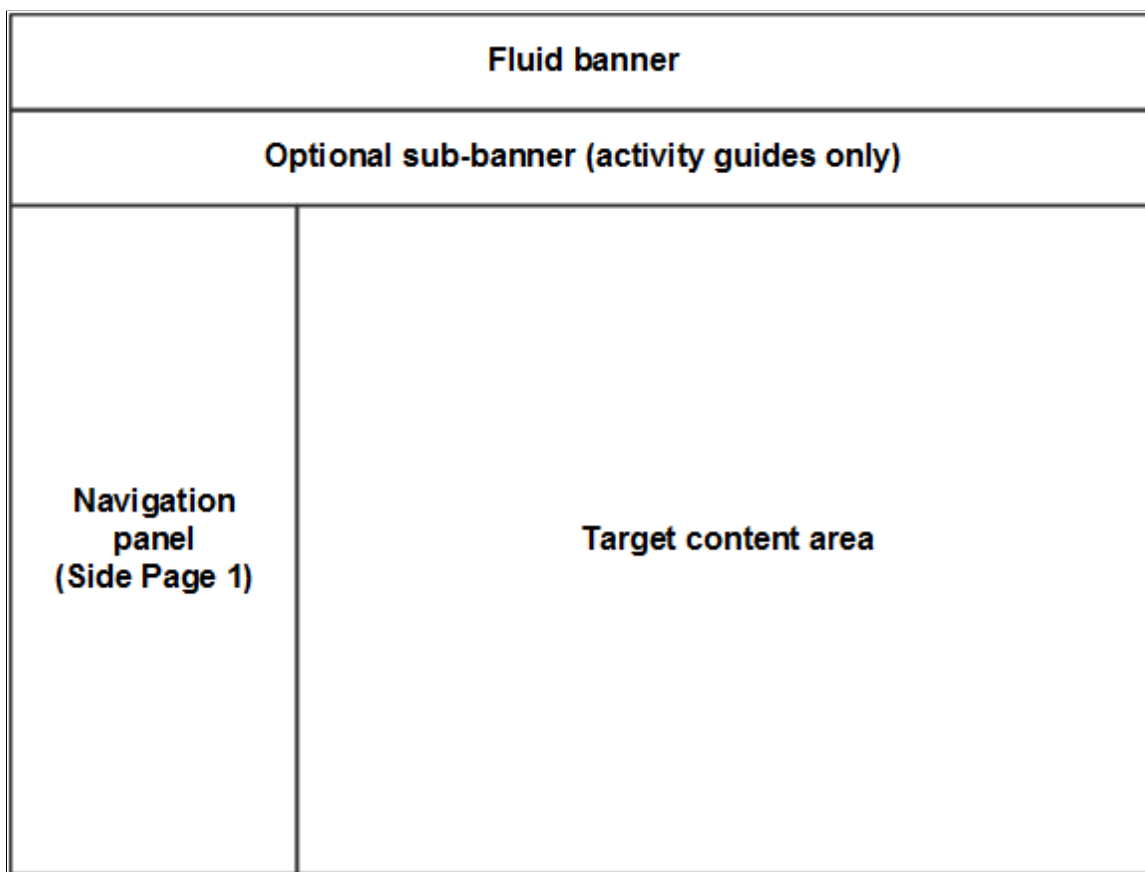 Fluid banner
Optional sub-banner (activity guides only)
Navigation
panel
(Side Page 1)
Target content area